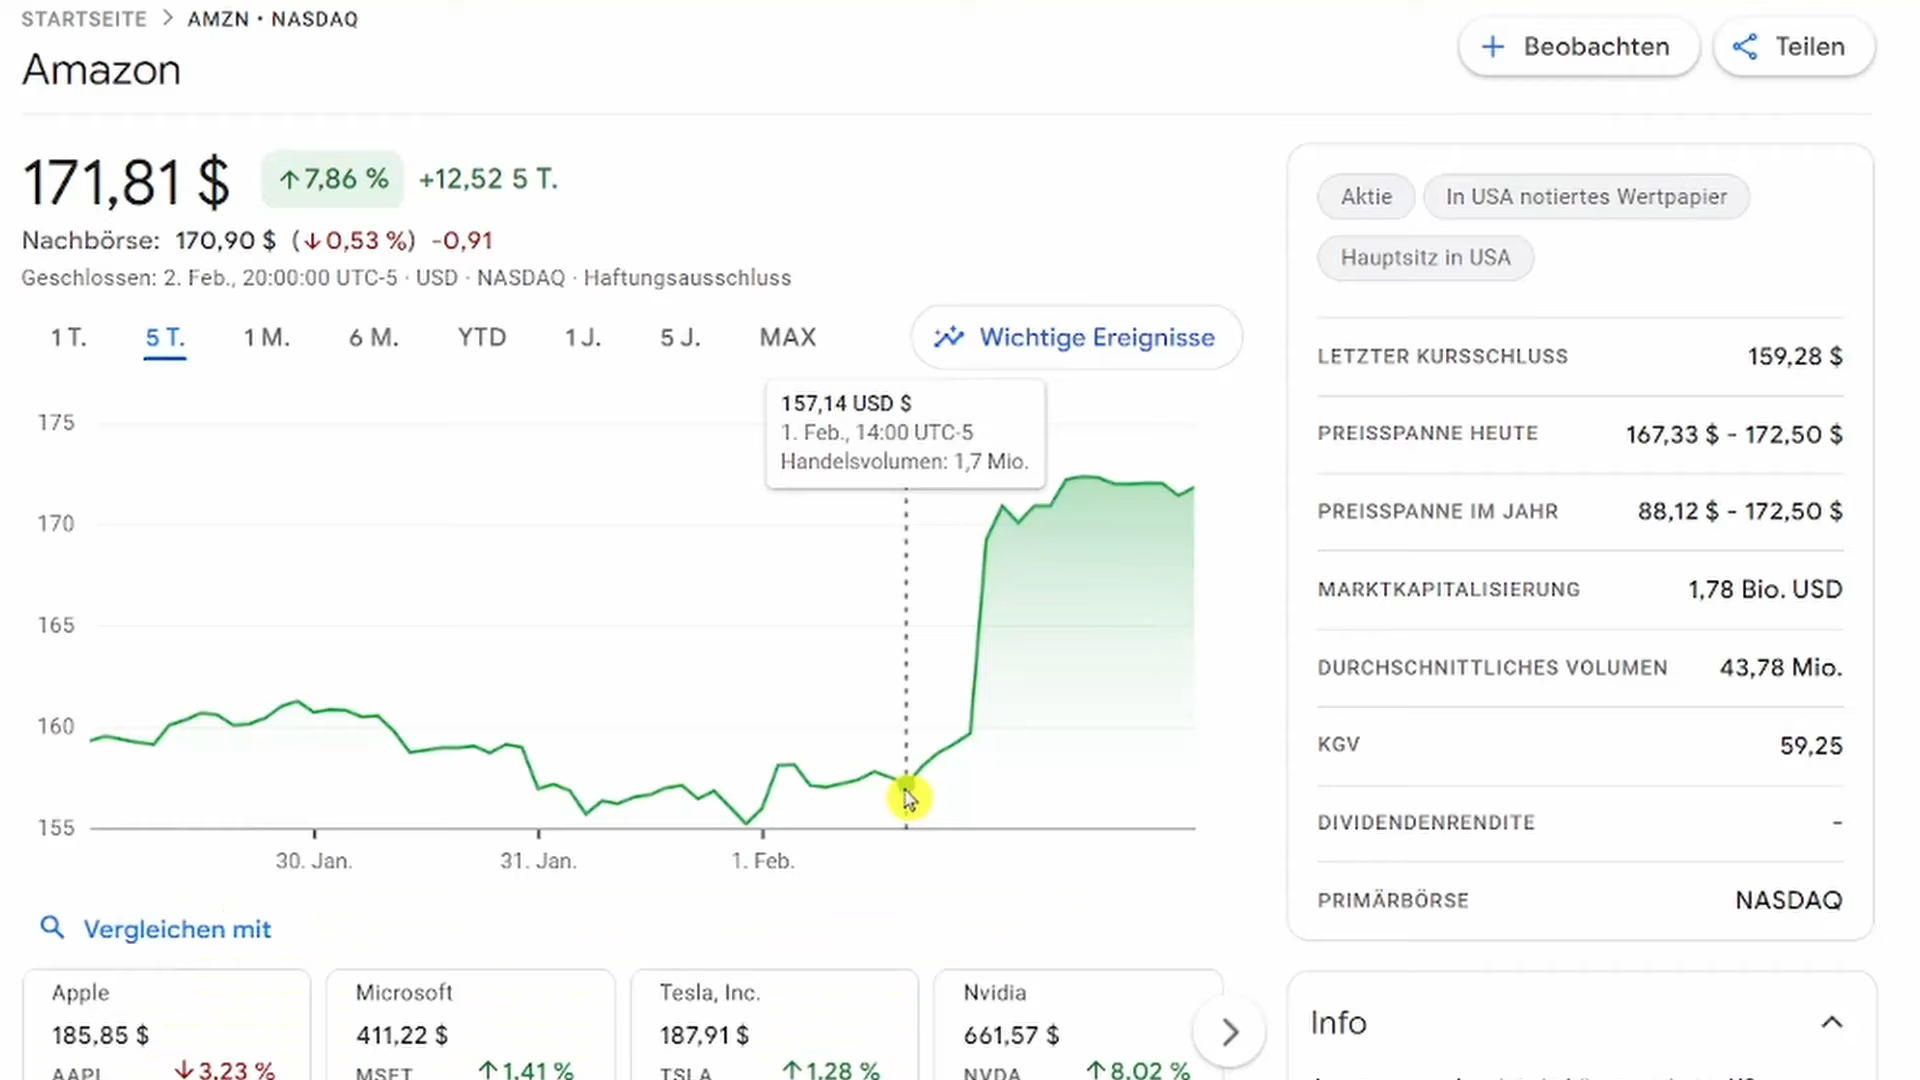 STARTSEITE > AMZN • NASDAQ
Beobachten
Teilen
Amazon
171,81 $ ↑7,86 % +12,52 5 T.
Nachbörse: 170,90 $ (↓0,53 %) -0,91
Geschlossen: 2. Feb., 20:00:00 UTC-5 · USD · NASDAQ · Haftungsausschluss
1 T. 5 T. 1 M. 6 M. YTD 1 J. 5 J. MAX
Wichtige Ereignisse
157,14 USD $
1. Feb., 14:00 UTC-5
Handelsvolumen: 1,7 Mio.
175
170
165
160
155
30. Jan. 31. Jan. 1. Feb.
Vergleichen mit
Apple
185,85 $
AAPL ↓3,23 %
Microsoft
411,22 $
MSFT ↑1,41 %
Tesla, Inc.
187,91 $
TSLA ↑1,28 %
Nvidia
661,57 $
NVDA ↑8,02 %
Aktie
In USA notiertes Wertpapier
Hauptsitz in USA
LETZTER KURSSCHLUSS 159,28 $
PREISSPANNE HEUTE 167,33 $ - 172,50 $
PREISSPANNE IM JAHR 88,12 $ - 172,50 $
MARKTKAPITALISIERUNG 1,78 Bio. USD
DURCHSCHNITTLICHES VOLUMEN 43,78 Mio.
KGV 59,25
DIVIDENDENRENDITE -
PRIMÄRBÖRSE NASDAQ
Info